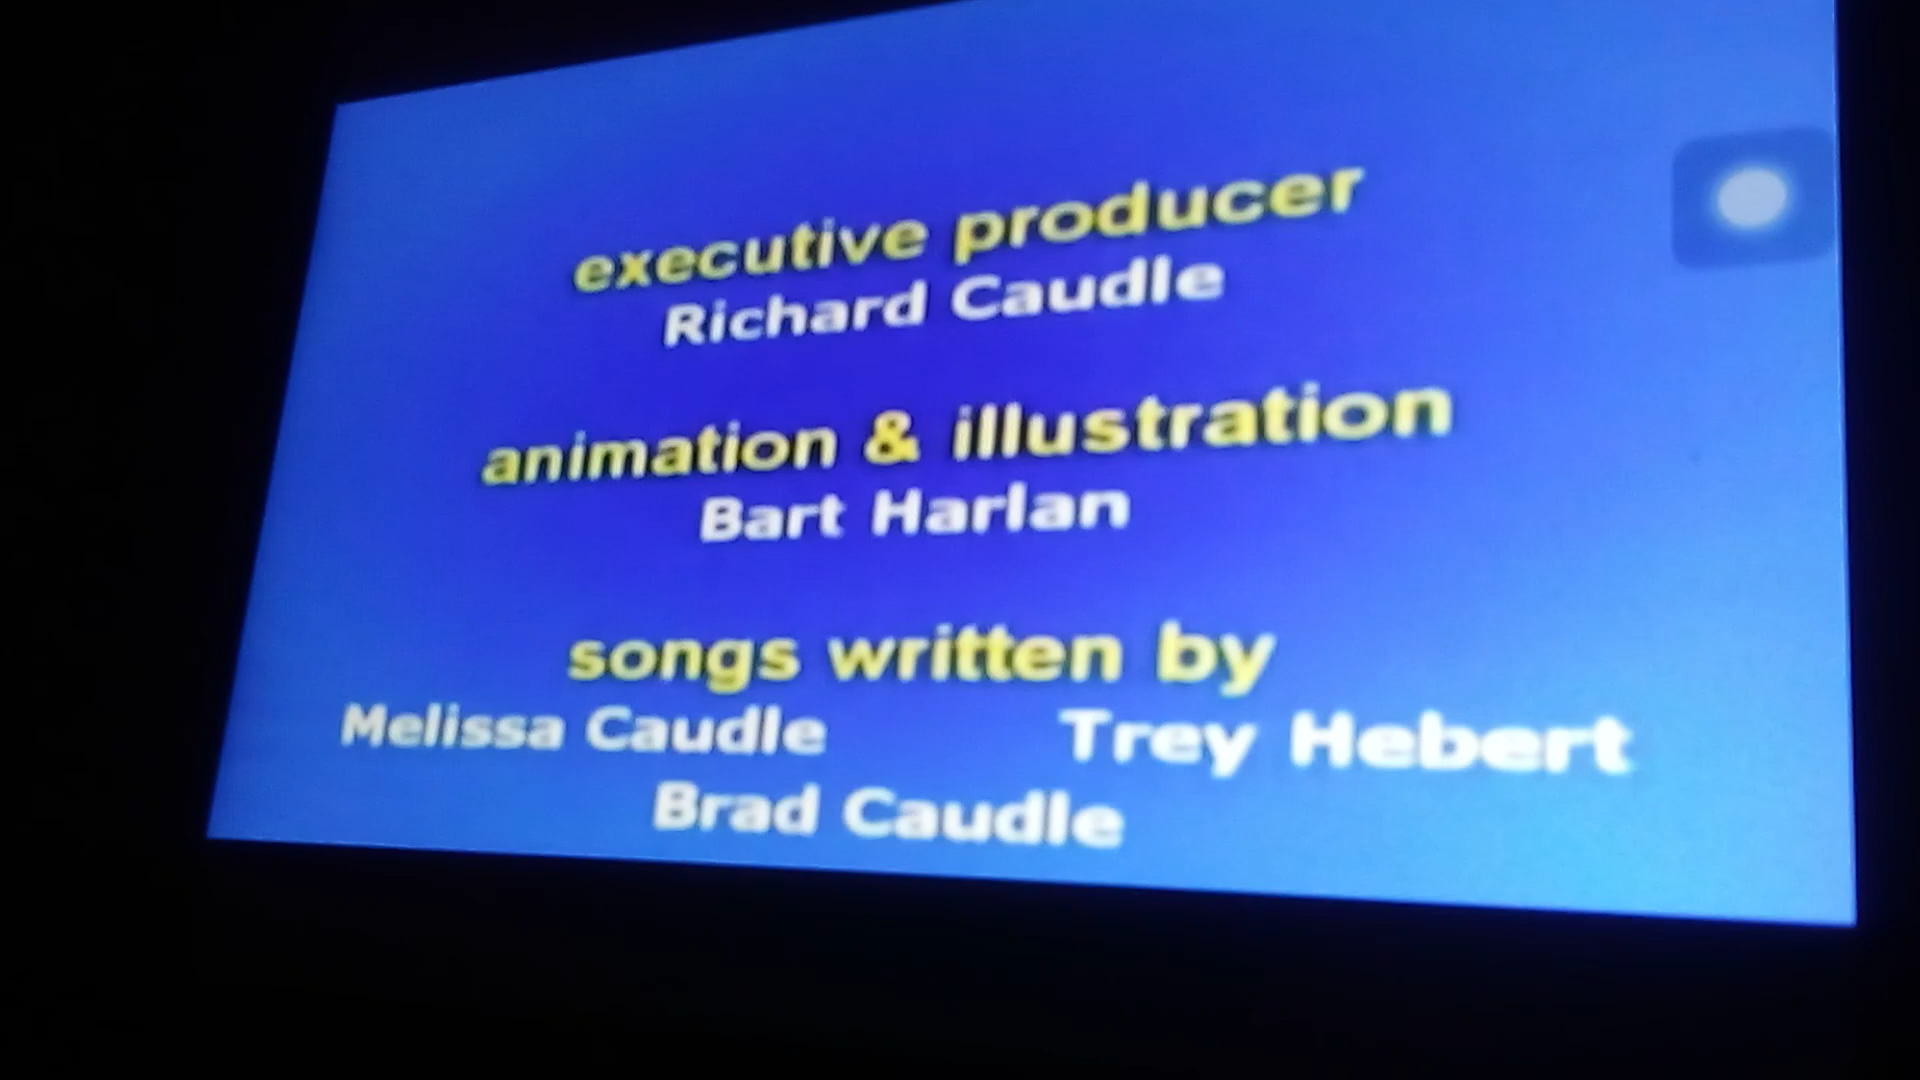 executive producer
Richard Caudle
animation & illustration
Bart Harlan
songs written by
Melissa Caudle Trey Hebert
Brad Caudle